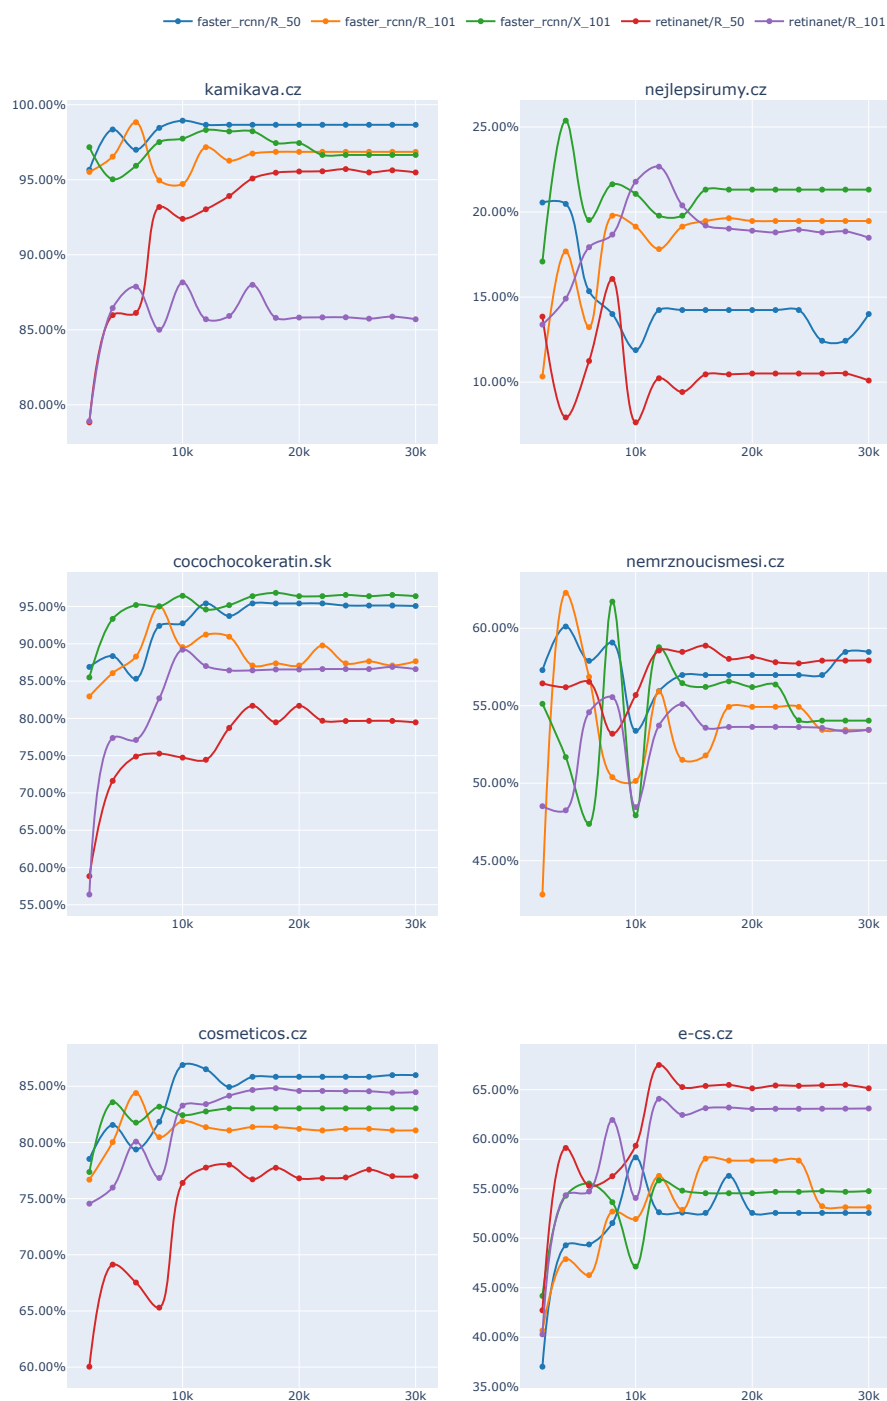 faster_rcnn/R_50 faster_rcnn/R_101 faster_rcnn/X_101 retinanet/R_50 retinanet/R_101
kamikava.cz
100.00%
95.00%
90.00%
85.00%
80.00%
10k 20k 30k
nejlepsirumy.cz
25.00%
20.00%
15.00%
10.00%
10k 20k 30k
cocochocokeratin.sk
95.00%
90.00%
85.00%
80.00%
75.00%
70.00%
65.00%
60.00%
55.00%
10k 20k 30k
nemrznoucismesi.cz
60.00%
55.00%
50.00%
45.00%
10k 20k 30k
cosmeticos.cz
85.00%
80.00%
75.00%
70.00%
65.00%
60.00%
10k 20k 30k
e-cs.cz
65.00%
60.00%
55.00%
50.00%
45.00%
40.00%
35.00%
10k 20k 30k